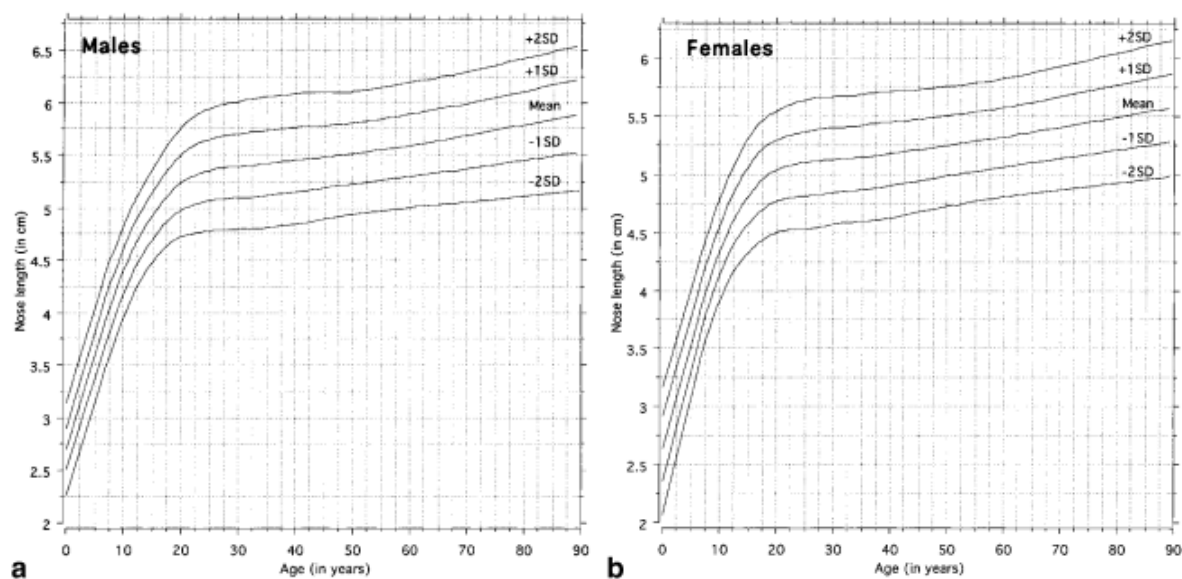 Males
+2SD
+1SD
Mean
-1SD
-2SD
6.5
6
5.5
5
4.5
4
3.5
3
2.5
2
Nose length (in cm)
0 10 20 30 40 50 60 70 80 90
Age (in years)
a
Females
+2SD
+1SD
Mean
-1SD
-2SD
6
5.5
5
4.5
4
3.5
3
2.5
2
Nose length (in cm)
0 10 20 30 40 50 60 70 80 90
Age (in years)
b